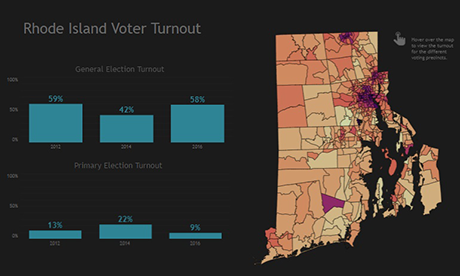 Rhode Island Voter Turnout
General Election Turnout
100%
50%
0%
59%
42%
58%
2012
2014
2016
Primary Election Turnout
100%
50%
0%
13%
22%
9%
2012
2014
2016
Hover over the map
to view the turnout
for the different
voting precincts.